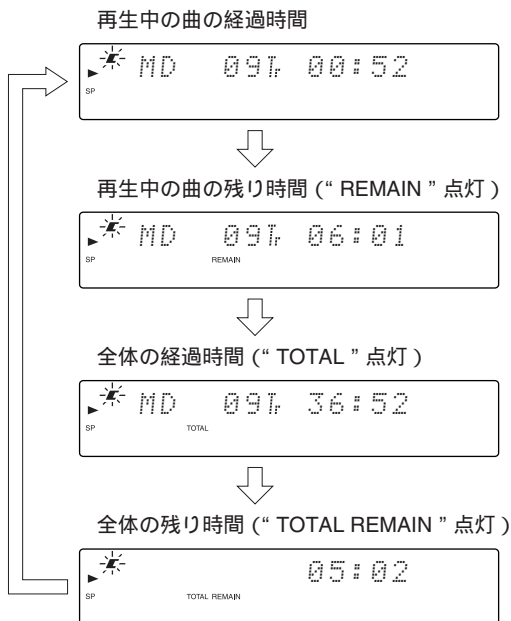 再生中の曲の経過時間
MD 09Tr 00:52
SP
再生中の曲の残り時間 (“ REMAIN ” 点灯 )
MD 09Tr 06:01
SP REMAIN
全体の経過時間 (“ TOTAL ” 点灯 )
MD 09Tr 36:52
SP TOTAL
全体の残り時間 (“ TOTAL REMAIN ” 点灯 )
05:02
SP TOTAL REMAIN